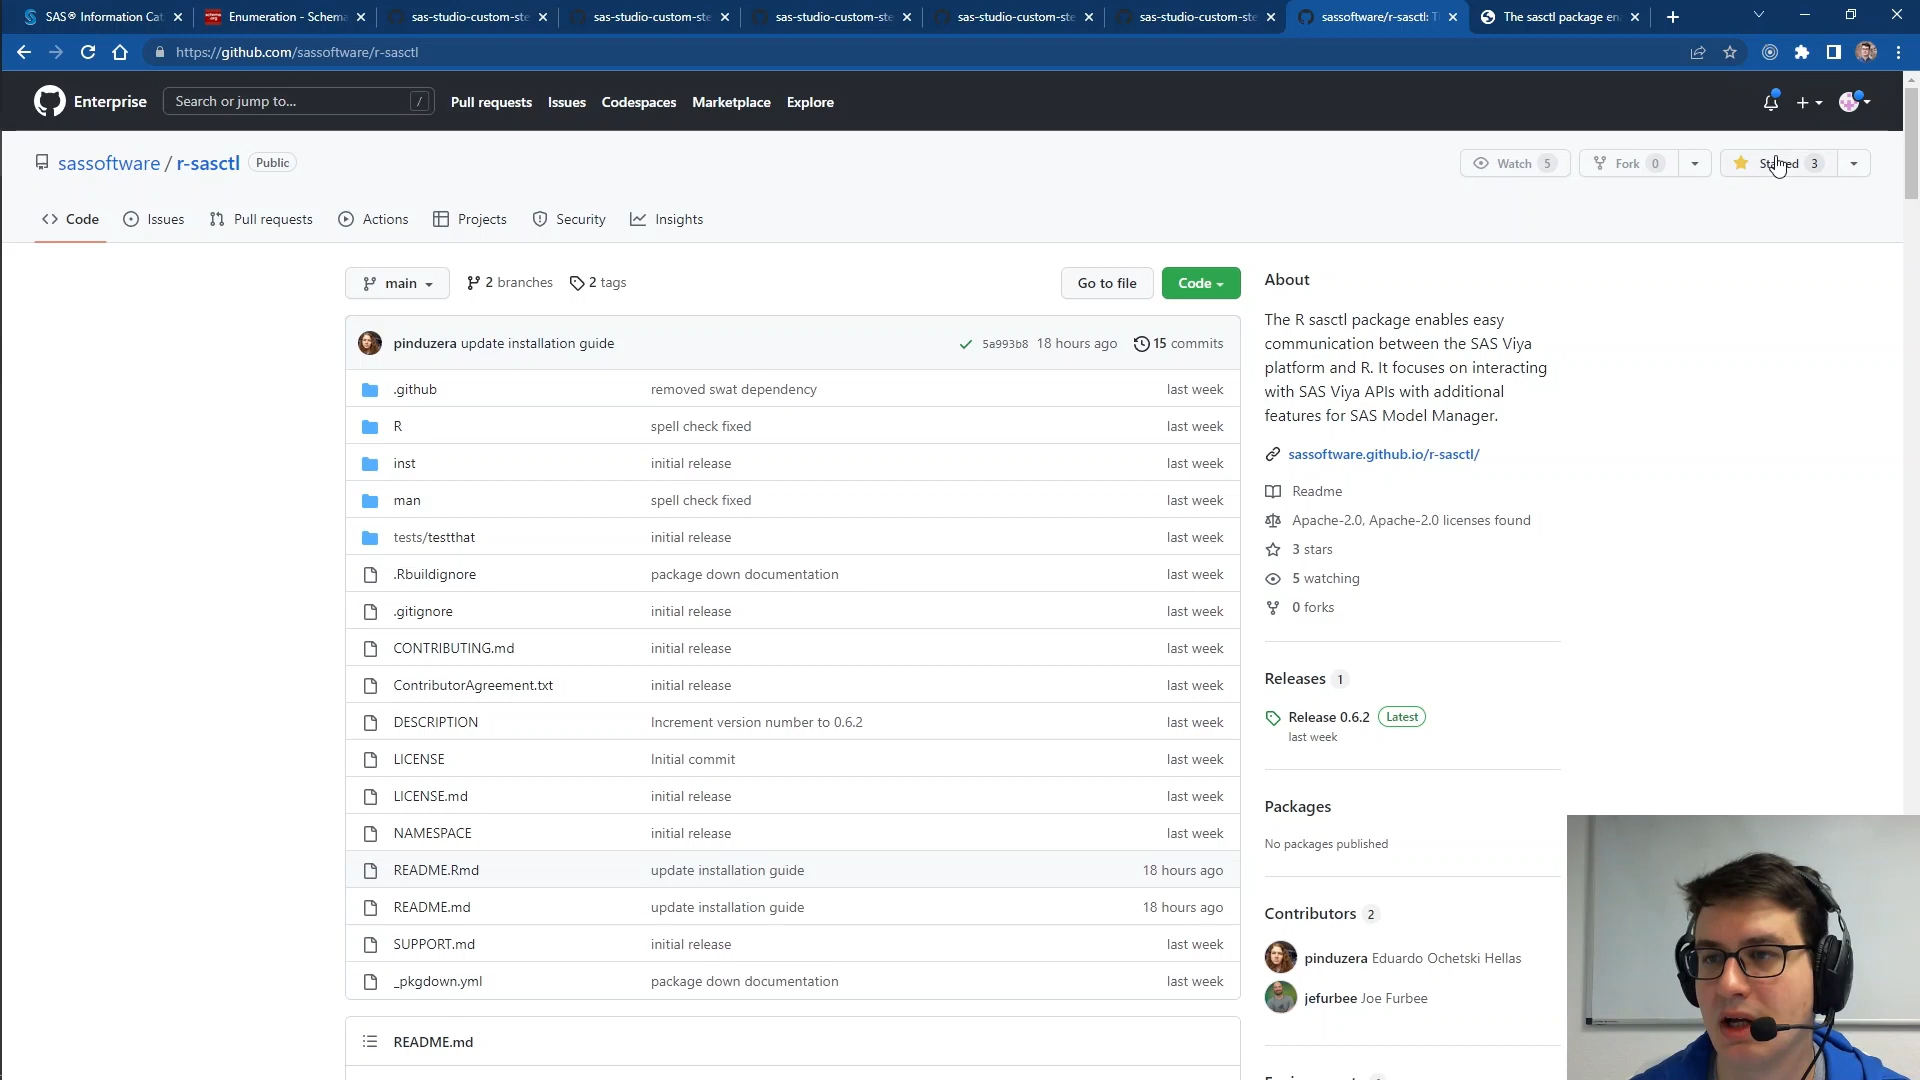 SAS® Information Cat
Enumeration - Schema
sas-studio-custom-ste
sas-studio-custom-ste
sas-studio-custom-ste
sas-studio-custom-ste
sas-studio-custom-ste
sassoftware/r-sasctl: T
The sasctl package en
https://github.com/sassoftware/r-sasctl
Enterprise
Search or jump to... /
Pull requests Issues Codespaces Marketplace Explore
sassoftware / r-sasctl Public
Watch 5 Fork 0 Starred 3
Code Issues Pull requests Actions Projects Security Insights
main 2 branches 2 tags Go to file Code
pinduzera update installation guide 5a993b8 18 hours ago 15 commits
.github removed swat dependency last week
R spell check fixed last week
inst initial release last week
man spell check fixed last week
tests/testthat initial release last week
.Rbuildignore package down documentation last week
.gitignore initial release last week
CONTRIBUTING.md initial release last week
ContributorAgreement.txt initial release last week
DESCRIPTION Increment version number to 0.6.2 last week
LICENSE Initial commit last week
LICENSE.md initial release last week
NAMESPACE initial release last week
README.Rmd update installation guide 18 hours ago
README.md update installation guide 18 hours ago
SUPPORT.md initial release last week
_pkgdown.yml package down documentation last week
README.md
About
The R sasctl package enables easy
communication between the SAS Viya
platform and R. It focuses on interacting
with SAS Viya APIs with additional
features for SAS Model Manager.
sassoftware.github.io/r-sasctl/
Readme
Apache-2.0, Apache-2.0 licenses found
3 stars
5 watching
0 forks
Releases 1
Release 0.6.2 Latest
last week
Packages
No packages published
Contributors 2
pinduzera Eduardo Ochetski Hellas
jefurbee Joe Furbee